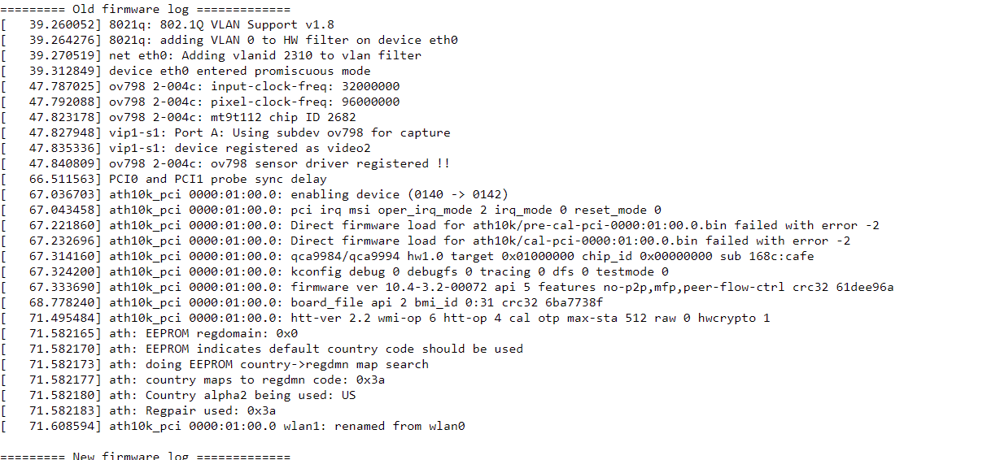 ========= Old firmware log =============
[   39.260052] 8021q: 802.1Q VLAN Support v1.8
[   39.264276] 8021q: adding VLAN 0 to HW filter on device eth0
[   39.270519] net eth0: Adding vlanid 2310 to vlan filter
[   39.312849] device eth0 entered promiscuous mode
[   47.787025] ov798 2-004c: input-clock-freq: 32000000
[   47.792088] ov798 2-004c: pixel-clock-freq: 96000000
[   47.823178] ov798 2-004c: mt9t112 chip ID 2682
[   47.827948] vip1-s1: Port A: Using subdev ov798 for capture
[   47.835336] vip1-s1: device registered as video2
[   47.840809] ov798 2-004c: ov798 sensor driver registered !!
[   66.511563] PCI0 and PCI1 probe sync delay
[   67.036703] ath10k_pci 0000:01:00.0: enabling device (0140 -> 0142)
[   67.043458] ath10k_pci 0000:01:00.0: pci irq msi oper_irq_mode 2 irq_mode 0 reset_mode 0
[   67.221860] ath10k_pci 0000:01:00.0: Direct firmware load for ath10k/pre-cal-pci-0000:01:00.0.bin failed with error -2
[   67.232696] ath10k_pci 0000:01:00.0: Direct firmware load for ath10k/cal-pci-0000:01:00.0.bin failed with error -2
[   67.314160] ath10k_pci 0000:01:00.0: qca9984/qca9994 hw1.0 target 0x01000000 chip_id 0x00000000 sub 168c:cafe
[   67.324200] ath10k_pci 0000:01:00.0: kconfig debug 0 debugfs 0 tracing 0 dfs 0 testmode 0
[   67.333690] ath10k_pci 0000:01:00.0: firmware ver 10.4-3.2-00072 api 5 features no-p2p,mfp,peer-flow-ctrl crc32 61dee96a
[   68.778240] ath10k_pci 0000:01:00.0: board_file api 2 bmi_id 0:31 crc32 6ba7738f
[   71.495484] ath10k_pci 0000:01:00.0: htt-ver 2.2 wmi-op 6 htt-op 4 cal otp max-sta 512 raw 0 hwcrypto 1
[   71.582165] ath: EEPROM regdomain: 0x0
[   71.582170] ath: EEPROM indicates default country code should be used
[   71.582173] ath: doing EEPROM country->regdmn map search
[   71.582177] ath: country maps to regdmn code: 0x3a
[   71.582180] ath: Country alpha2 being used: US
[   71.582183] ath: Regpair used: 0x3a
[   71.608594] ath10k_pci 0000:01:00.0 wlan1: renamed from wlan0
========= New firmware log =============